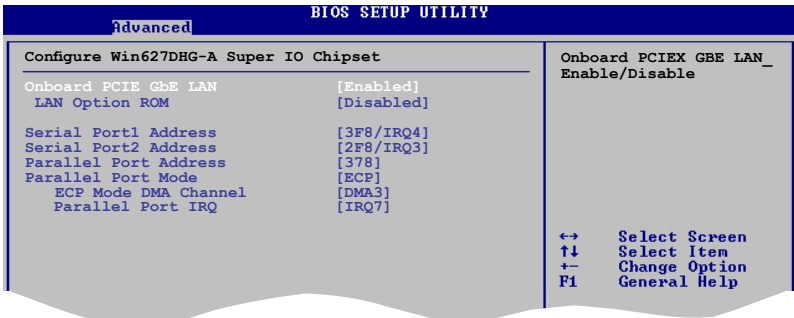 BIOS SETUP UTILITY
Advanced
Configure Win627DHG-A Super IO Chipset
Onboard PCIE GbE LAN [Enabled]
LAN Option ROM [Disabled]
Serial Port1 Address [3F8/IRQ4]
Serial Port2 Address [2F8/IRQ3]
Parallel Port Address [378]
Parallel Port Mode [ECP]
ECP Mode DMA Channel [DMA3]
Parallel Port IRQ [IRQ7]
Onboard PCIEX GBE LAN_
Enable/Disable
←→ Select Screen
↑↓ Select Item
+- Change Option
F1 General Help